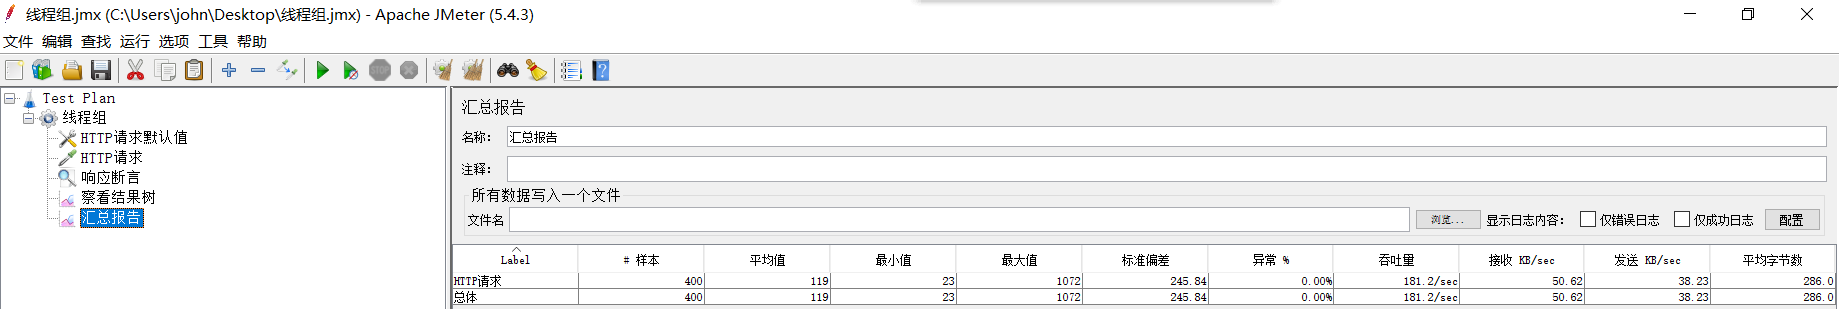 线程组.jmx (C:\Users\john\Desktop\线程组.jmx) - Apache JMeter (5.4.3)
文件 编辑 查找 运行 选项 工具 帮助
STOP
Test Plan
线程组
HTTP请求默认值
HTTP请求
响应断言
察看结果树
汇总报告
汇总报告
名称： 汇总报告
注释：
所有数据写入一个文件
文件名 浏览... 显示日志内容： 仅错误日志 仅成功日志 配置
Label # 样本 平均值 最小值 最大值 标准偏差 异常 % 吞吐量 接收 KB/sec 发送 KB/sec 平均字节数
HTTP请求 400 119 23 1072 245.84 0.00% 181.2/sec 50.62 38.23 286.0
总体 400 119 23 1072 245.84 0.00% 181.2/sec 50.62 38.23 286.0